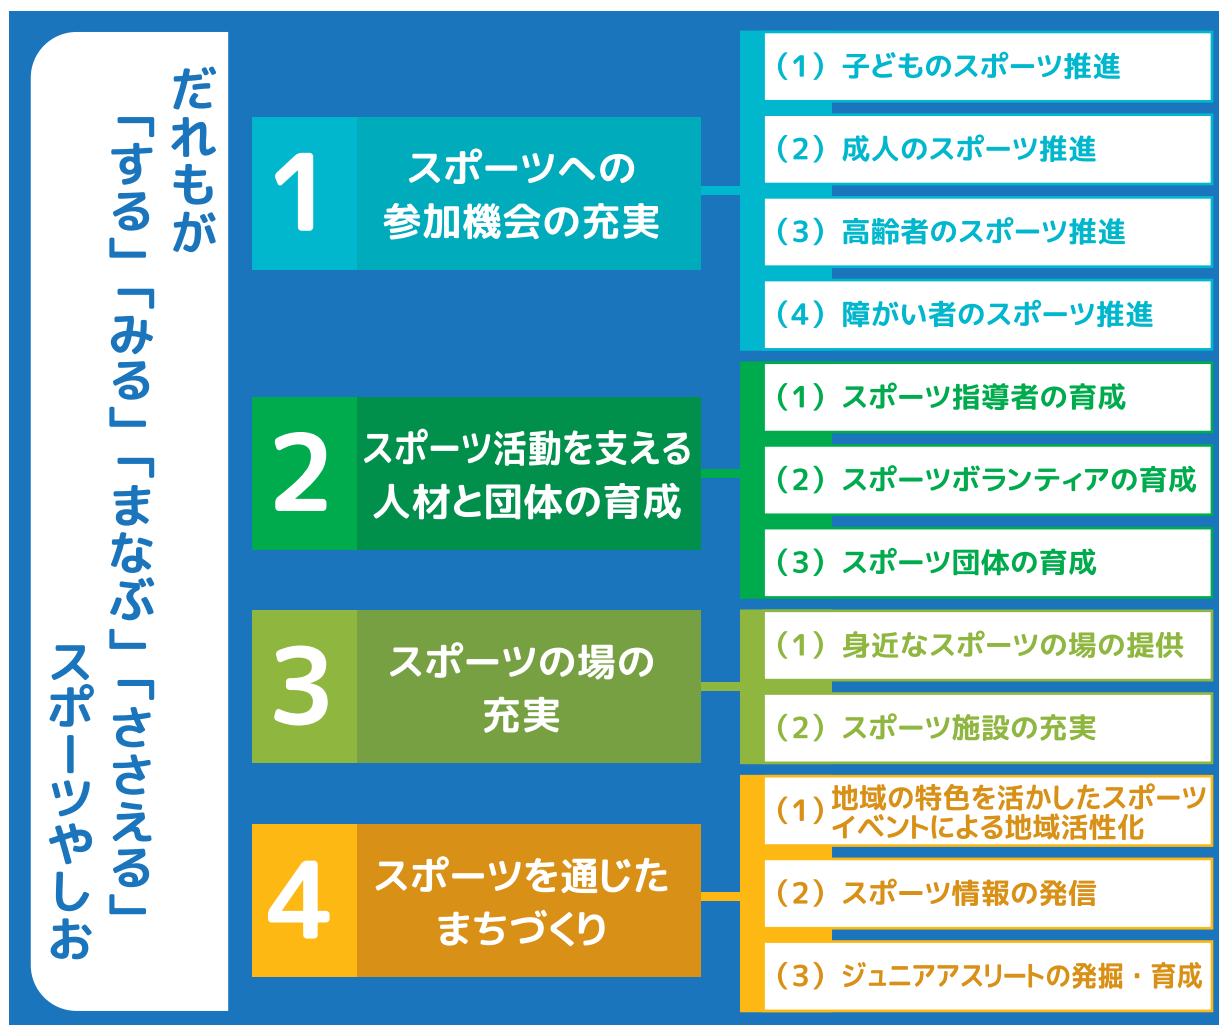 だれもが
「する」「みる」「まなぶ」「ささえる」
スポーツやしお
1
スポーツへの
参加機会の充実
（1）子どものスポーツ推進
（2）成人のスポーツ推進
（3）高齢者のスポーツ推進
（4）障がい者のスポーツ推進
2
スポーツ活動を支える
人材と団体の育成
（1）スポーツ指導者の育成
（2）スポーツボランティアの育成
（3）スポーツ団体の育成
3
スポーツの場の
充実
（1）身近なスポーツの場の提供
（2）スポーツ施設の充実
4
スポーツを通じた
まちづくり
（1）地域の特色を活かしたスポーツ
イベントによる地域活性化
（2）スポーツ情報の発信
（3）ジュニアアスリートの発掘・育成